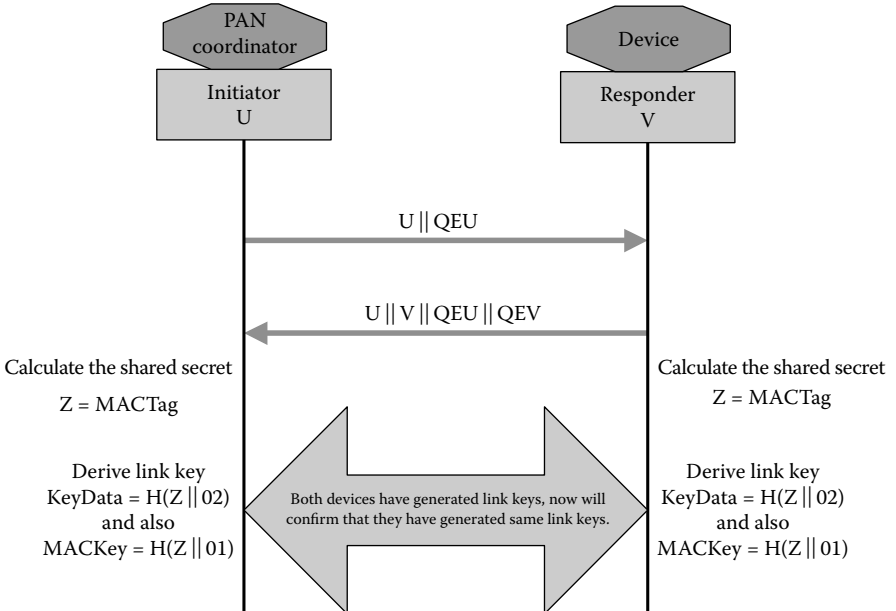 PAN
coordinator
Device
Initiator
U
Responder
V
U || QEU
U || V || QEU || QEV
Calculate the shared secret
Z = MACTag
Calculate the shared secret
Z = MACTag
Derive link key
KeyData = H(Z || 02)
and also
MACKey = H(Z || 01)
Both devices have generated link keys, now will
confirm that they have generated same link keys.
Derive link key
KeyData = H(Z || 02)
and also
MACKey = H(Z || 01)